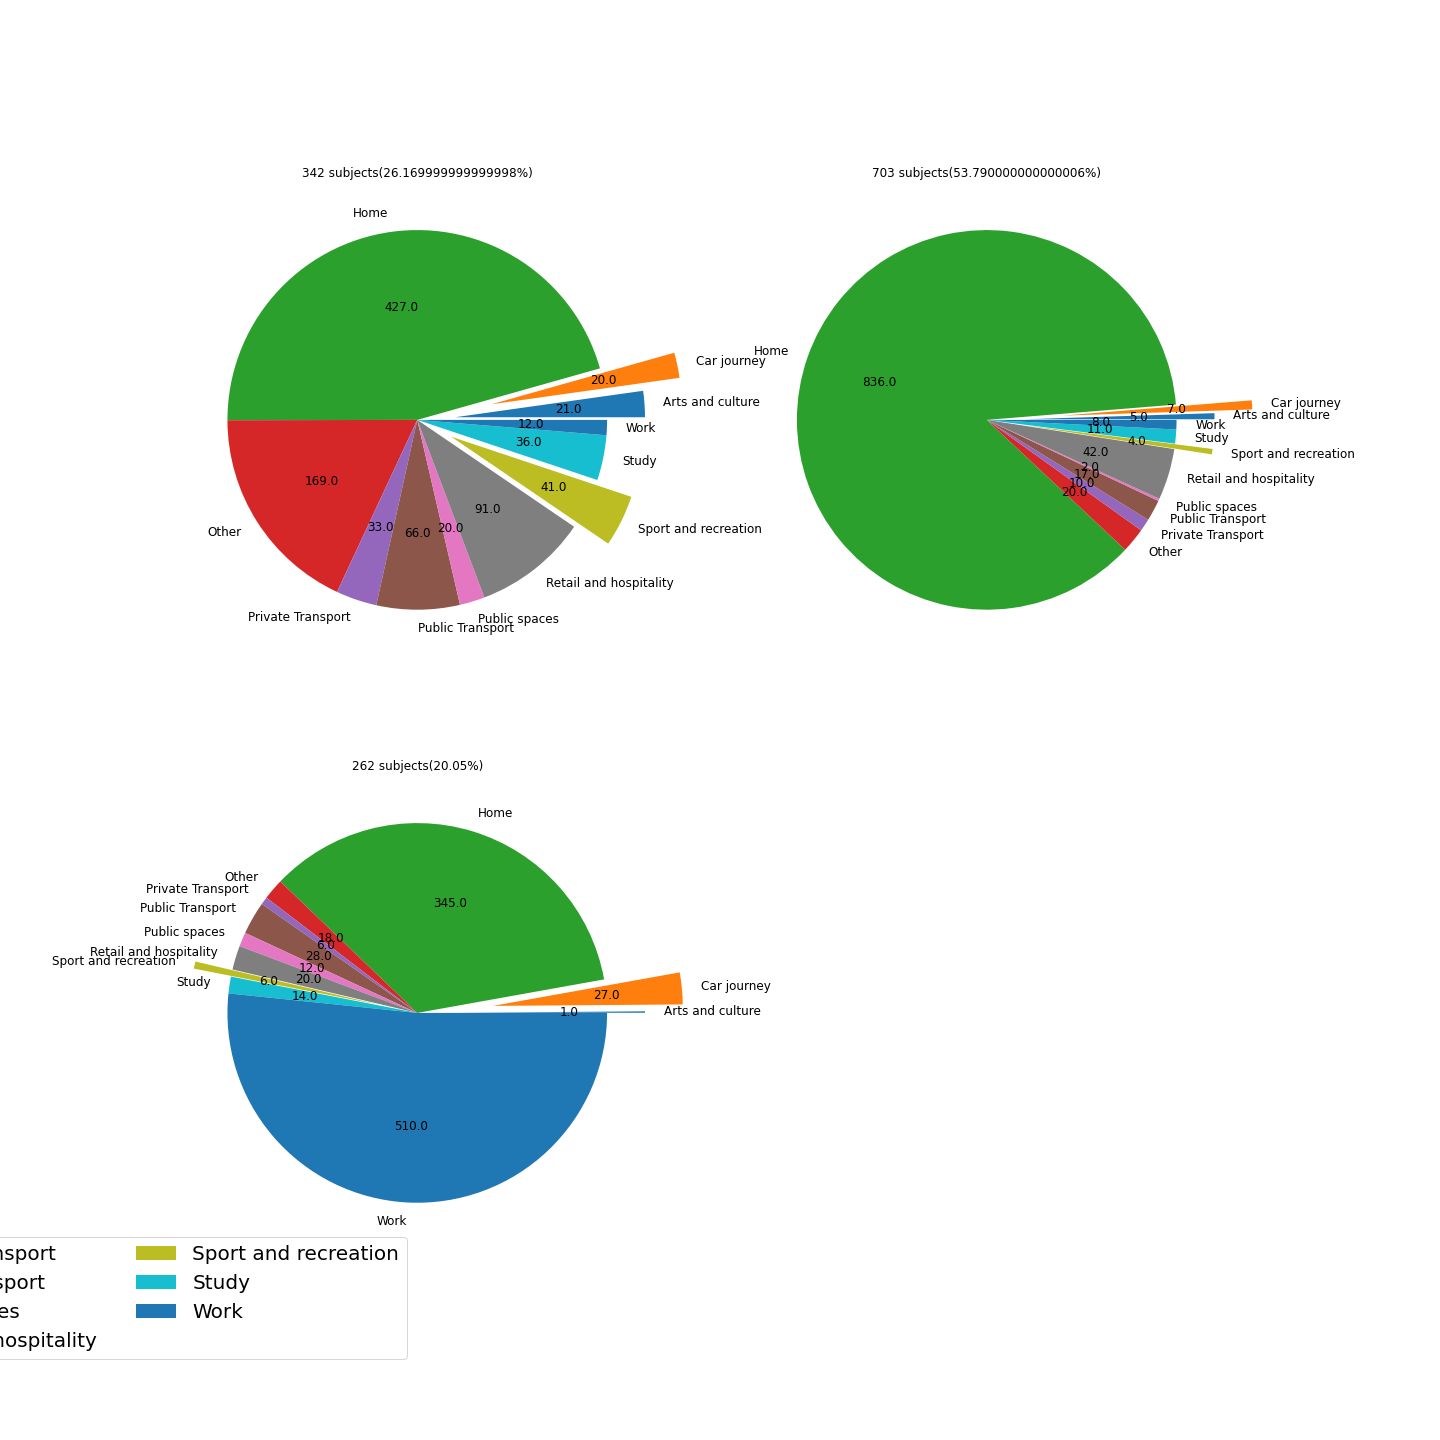 342 subjects(26.169999999999998%)
Home
427.0
Car journey
20.0
Arts and culture
21.0
Work
12.0
Study
36.0
Sport and recreation
41.0
Retail and hospitality
91.0
Public spaces
20.0
Public Transport
66.0
Private Transport
33.0
Other
169.0
703 subjects(53.790000000000006%)
Home
836.0
Car journey
7.0
Arts and culture
5.0
Work
8.0
Study
11.0
Sport and recreation
4.0
Retail and hospitality
42.0
Public spaces
2.0
Public Transport
17.0
Private Transport
10.0
Other
20.0
262 subjects(20.05%)
Home
345.0
Other
18.0
Private Transport
6.0
Public Transport
28.0
Public spaces
12.0
Retail and hospitality
20.0
Sport and recreation
6.0
Study
14.0
Car journey
27.0
Arts and culture
1.0
Work
510.0
nsport
sport
es
hospitality
Sport and recreation
Study
Work